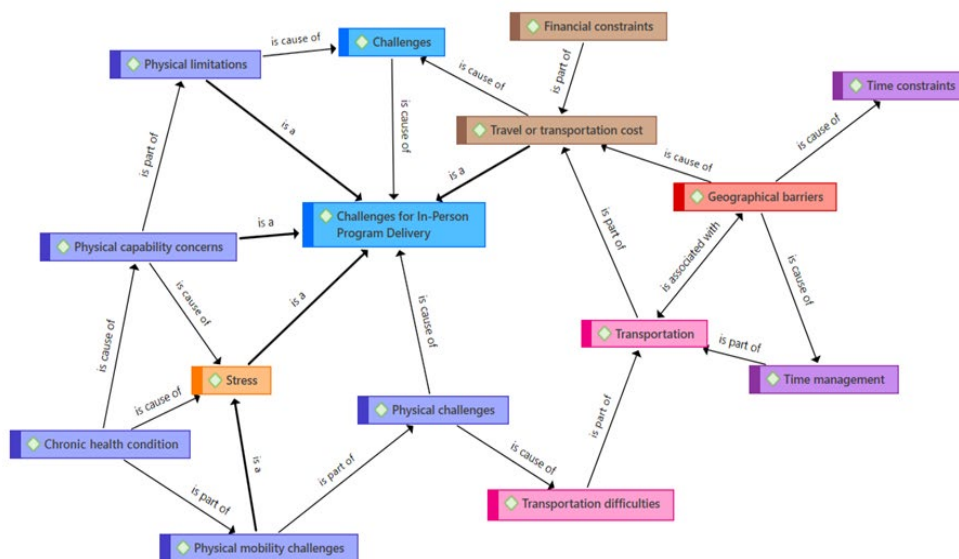 Financial constraints
is cause of
Challenges
Physical limitations
is cause of
is part of
Time constraints
Travel or transportation cost
is a
is cause of
is part of
is a
is cause of
is cause of
Geographical barriers
Challenges for In-Person
Program Delivery
is a
Physical capability concerns
is part of
is associated with
is cause of
is a
is cause of
is cause of
is cause of
Transportation
is part of
Stress
Time management
is cause of
Physical challenges
is part of
Chronic health condition
is a
is part of
is cause of
is part of
Transportation difficulties
Physical mobility challenges